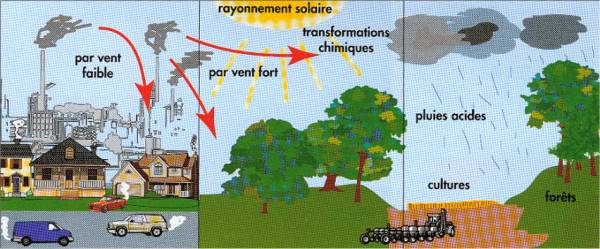 rayonnement solaire
transformations
chimiques
par vent
faible
par vent fort
pluies acides
cultures
forêts